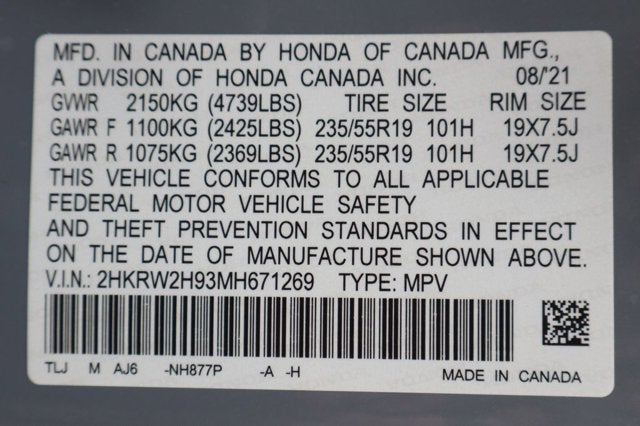 MFD. IN CANADA BY HONDA OF CANADA MFG.,
A DIVISION OF HONDA CANADA INC. 08/'21
GVWR 2150KG (4739LBS) TIRE SIZE RIM SIZE
GAWR F 1100KG (2425LBS) 235/55R19 101H 19X7.5J
GAWR R 1075KG (2369LBS) 235/55R19 101H 19X7.5J
THIS VEHICLE CONFORMS TO ALL APPLICABLE
FEDERAL MOTOR VEHICLE SAFETY
AND THEFT PREVENTION STANDARDS IN EFFECT
ON THE DATE OF MANUFACTURE SHOWN ABOVE.
V.I.N.: 2HKRW2H93MH671269 TYPE: MPV
TLJ M AJ6 -NH877P -A -H MADE IN CANADA